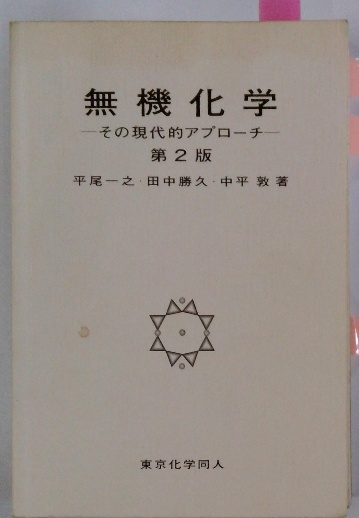 無機化学
—その現代的アプローチ—
第2版
平尾一之・田中勝久・中平 敦 著
東京化学同人